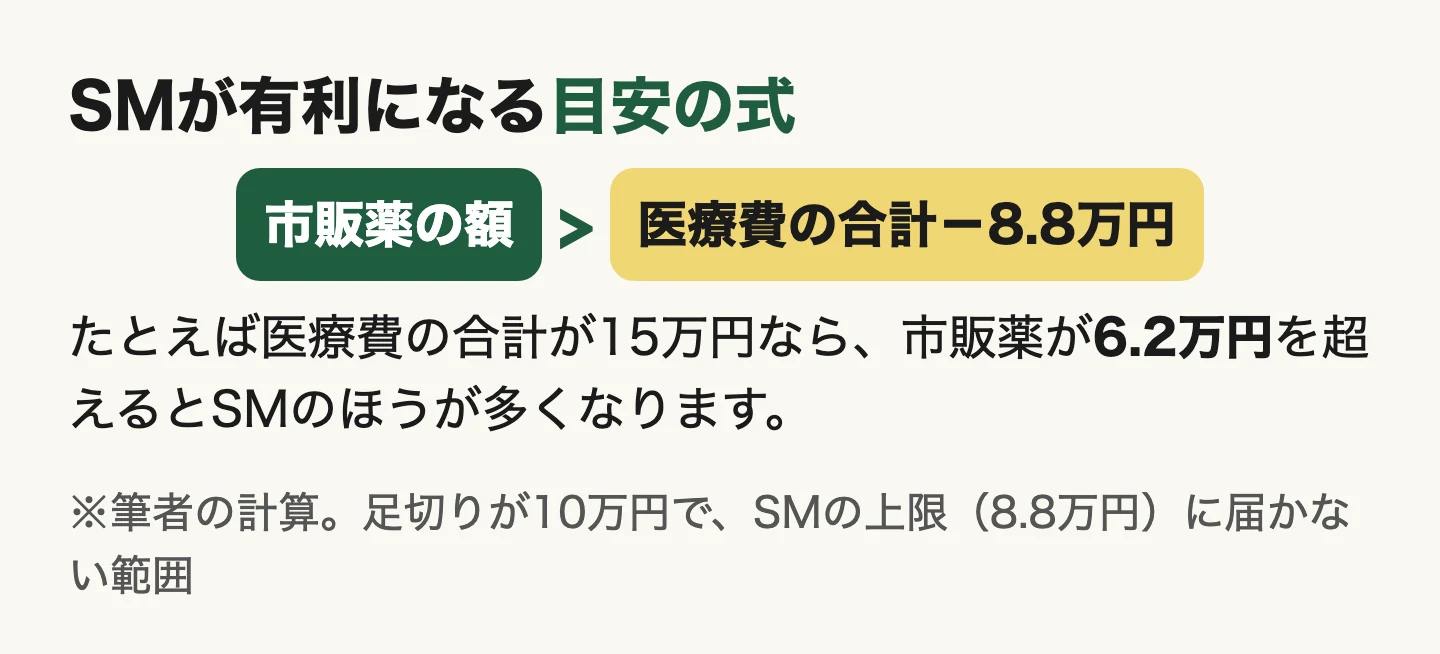 SMが有利になる目安の式
市販薬の額 > 医療費の合計−8.8万円
たとえば医療費の合計が15万円なら、市販薬が6.2万円を超
えるとSMのほうが多くなります。
※筆者の計算。足切りが10万円で、SMの上限（8.8万円）に届かな
い範囲